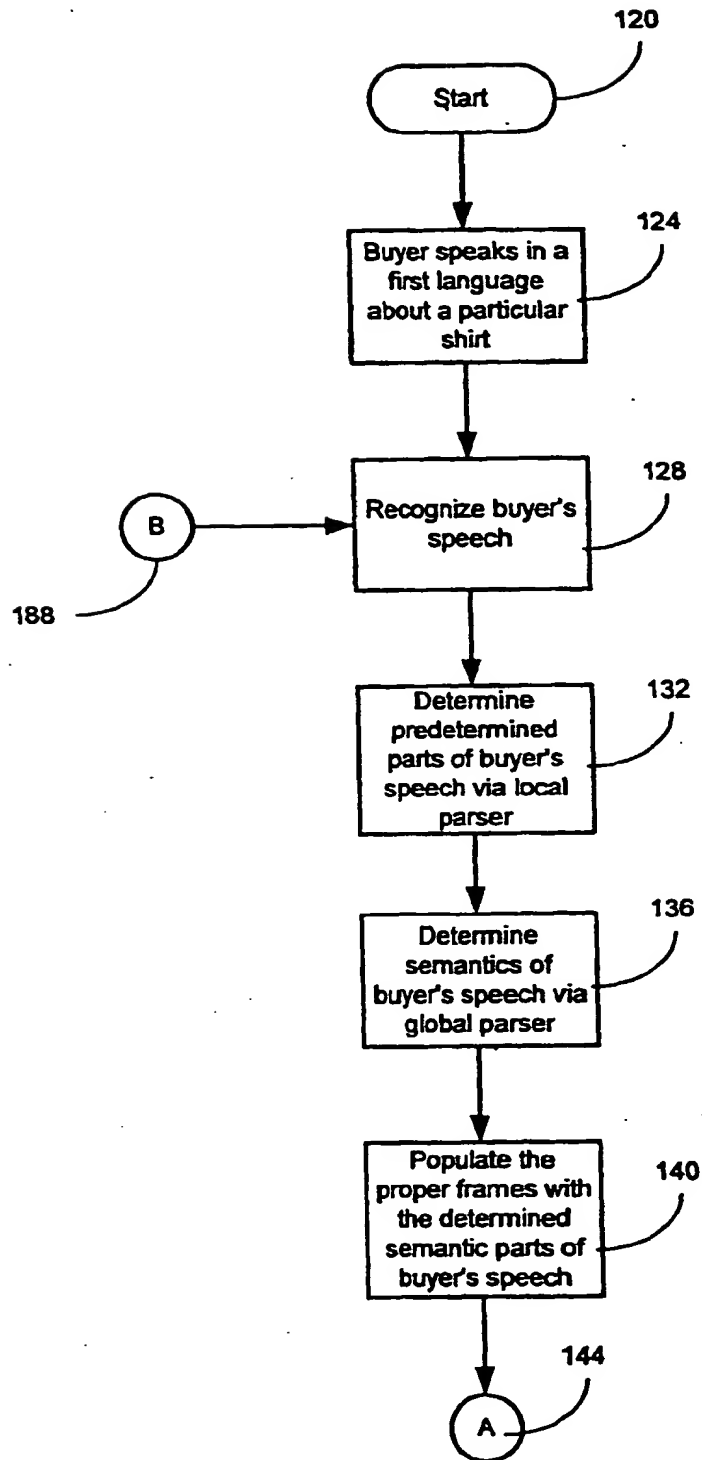 120
Start
124
Buyer speaks in a
first language
about a particular
shirt
128
Recognize buyer's
speech
B
188
132
Determine
predetermined
parts of buyer's
speech via local
parser
136
Determine
semantics of
buyer's speech via
global parser
140
Populate the
proper frames with
the determined
semantic parts of
buyer's speech
144
A